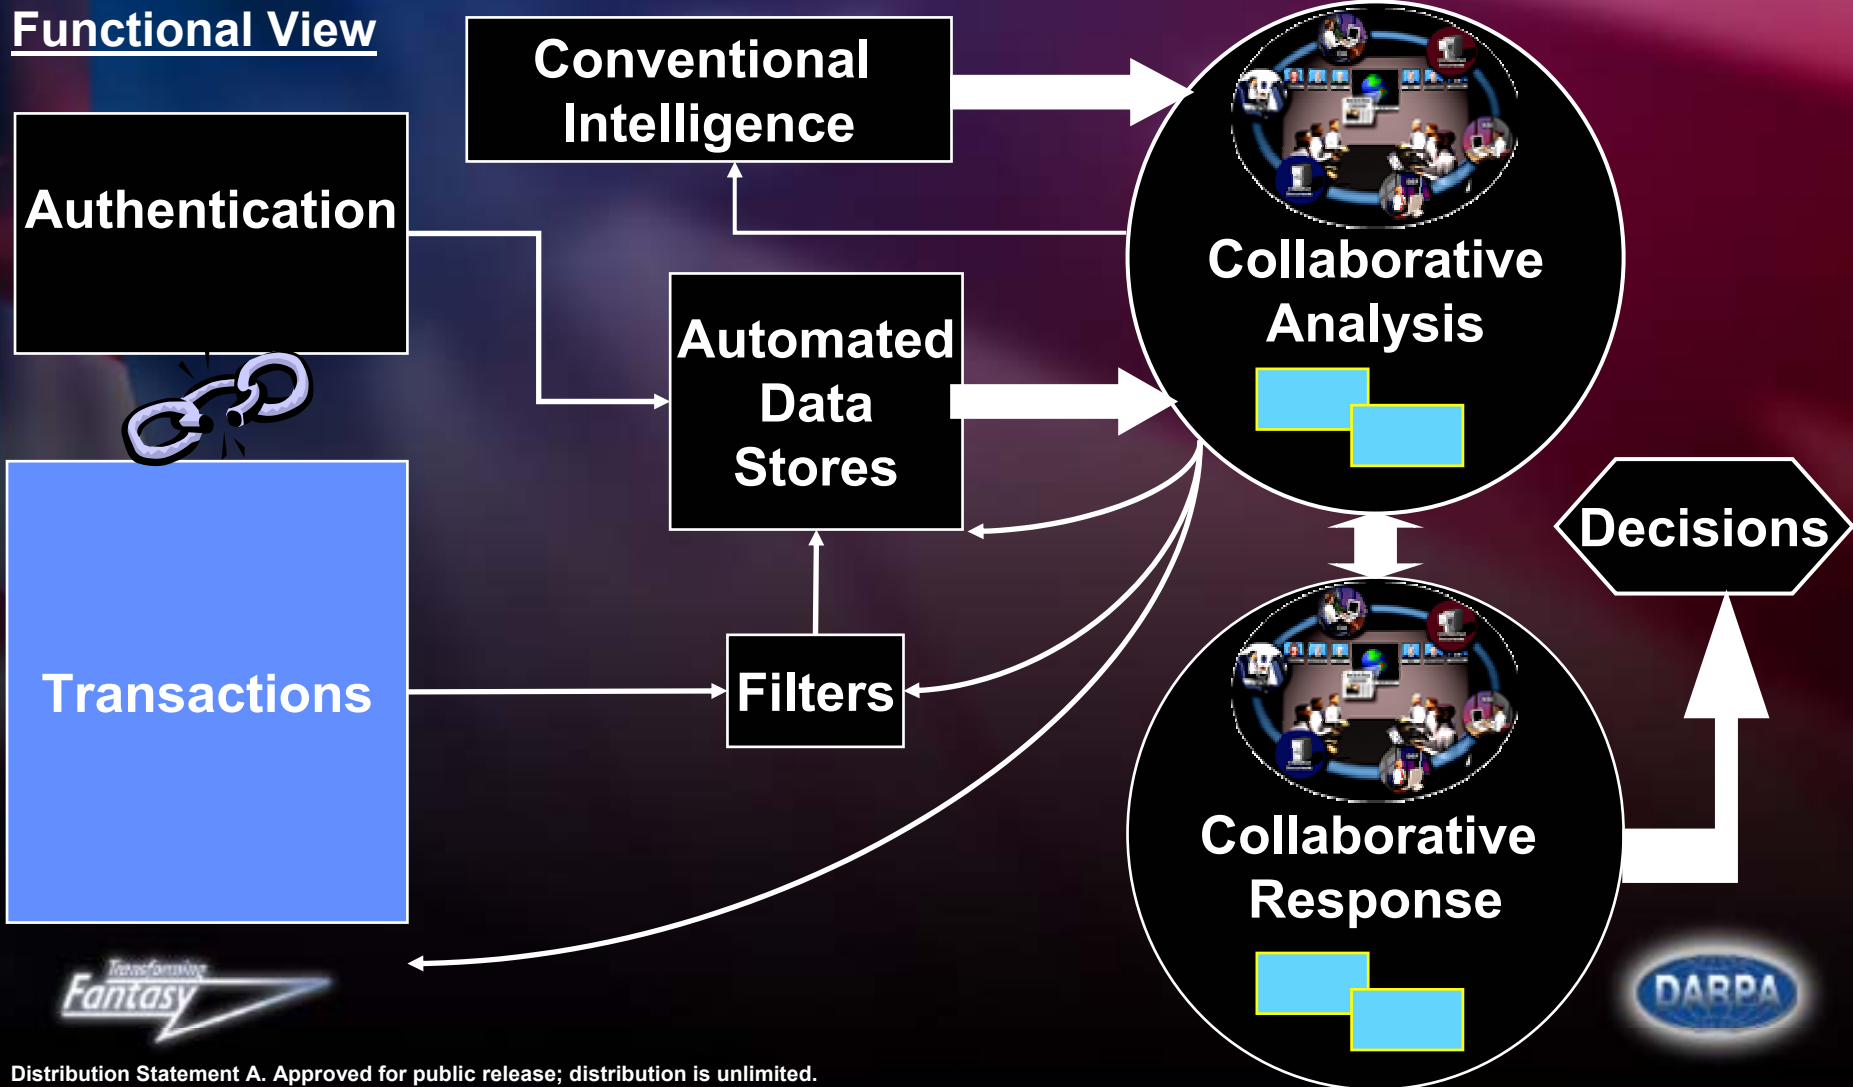 Functional View
Conventional
Intelligence
Authentication
Collaborative
Analysis
Automated
Data
Stores
Decisions
Transactions
Filters
Collaborative
Response
Transforming
Fantasy
DARPA
Distribution Statement A. Approved for public release; distribution is unlimited.